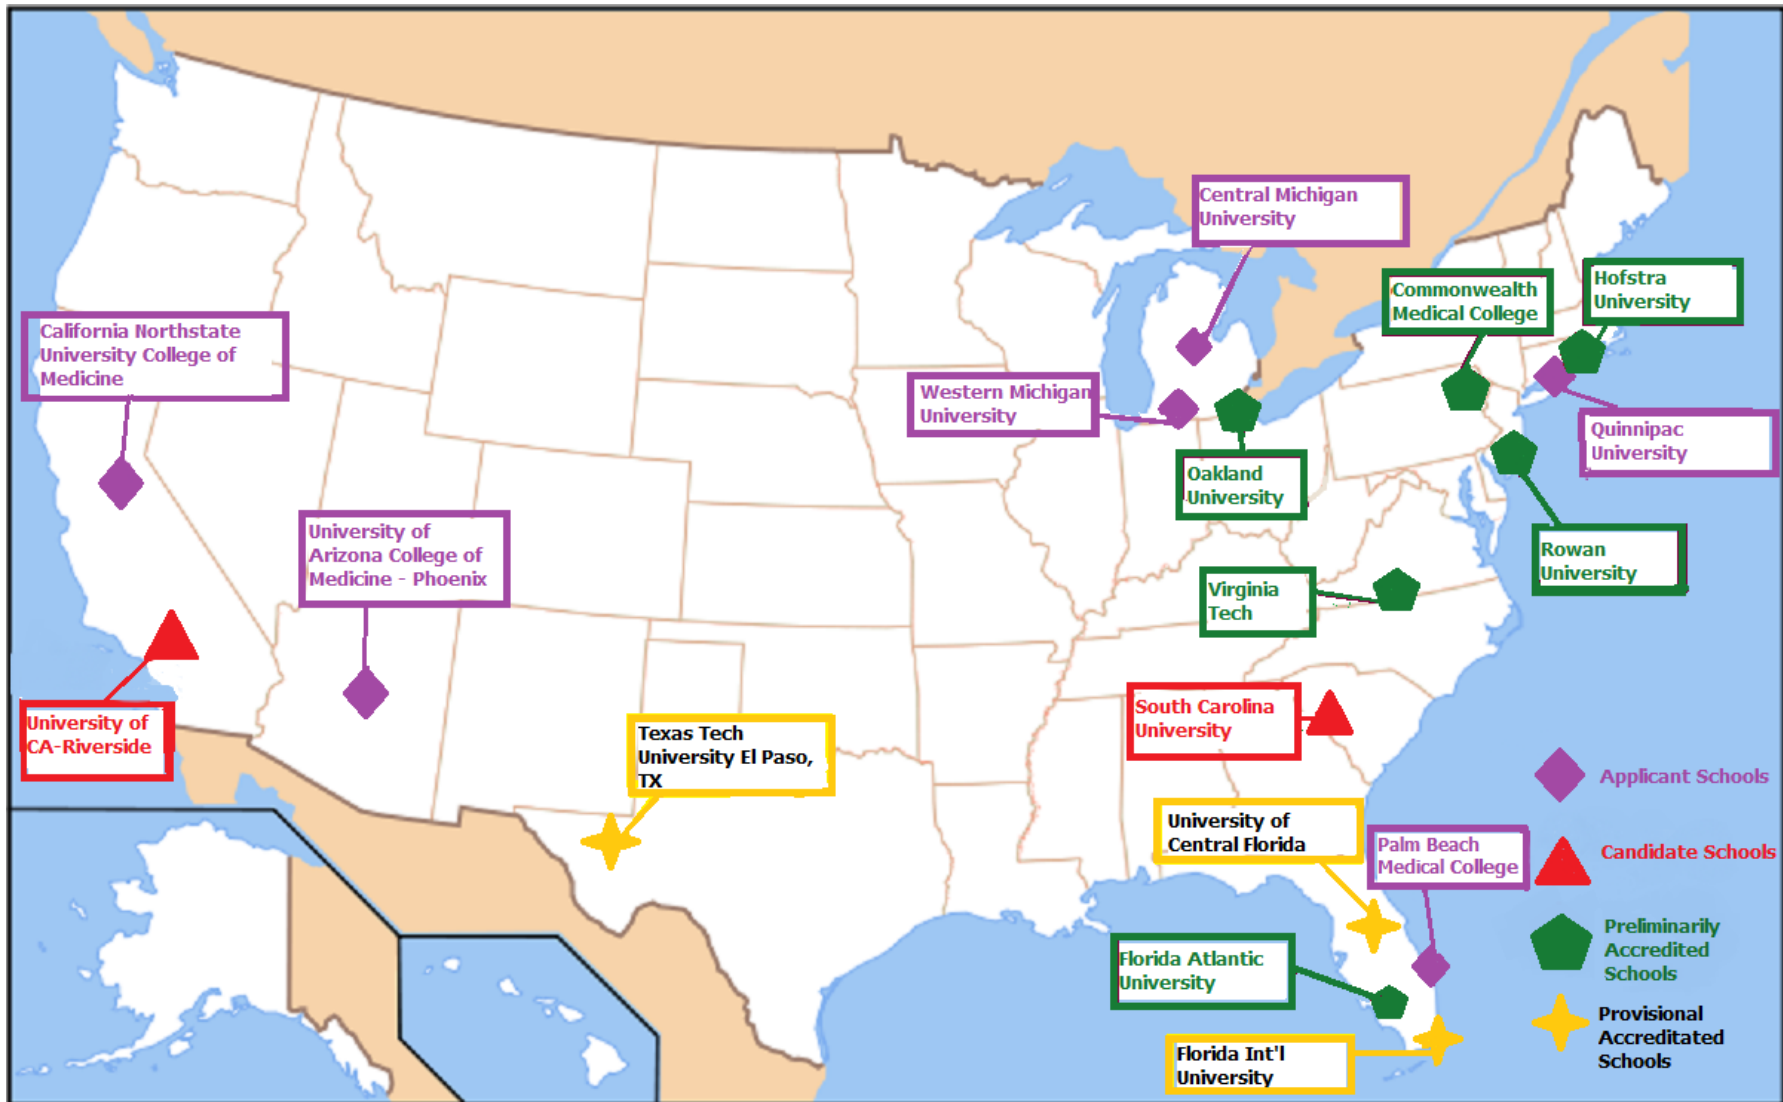 Central Michigan
University
Commonwealth
Medical College
Hofstra
University
California Northstate
University College of
Medicine
Western Michigan
University
Quinnipac
University
Oakland
University
University of
Arizona College of
Medicine - Phoenix
Rowan
University
Virginia
Tech
University of
CA-Riverside
South Carolina
University
Texas Tech
University El Paso,
TX
University of
Central Florida
Palm Beach
Medical College
Florida Atlantic
University
Florida Int'l
University
Applicant Schools
Candidate Schools
Preliminarily
Accredited
Schools
Provisional
Accreditated
Schools